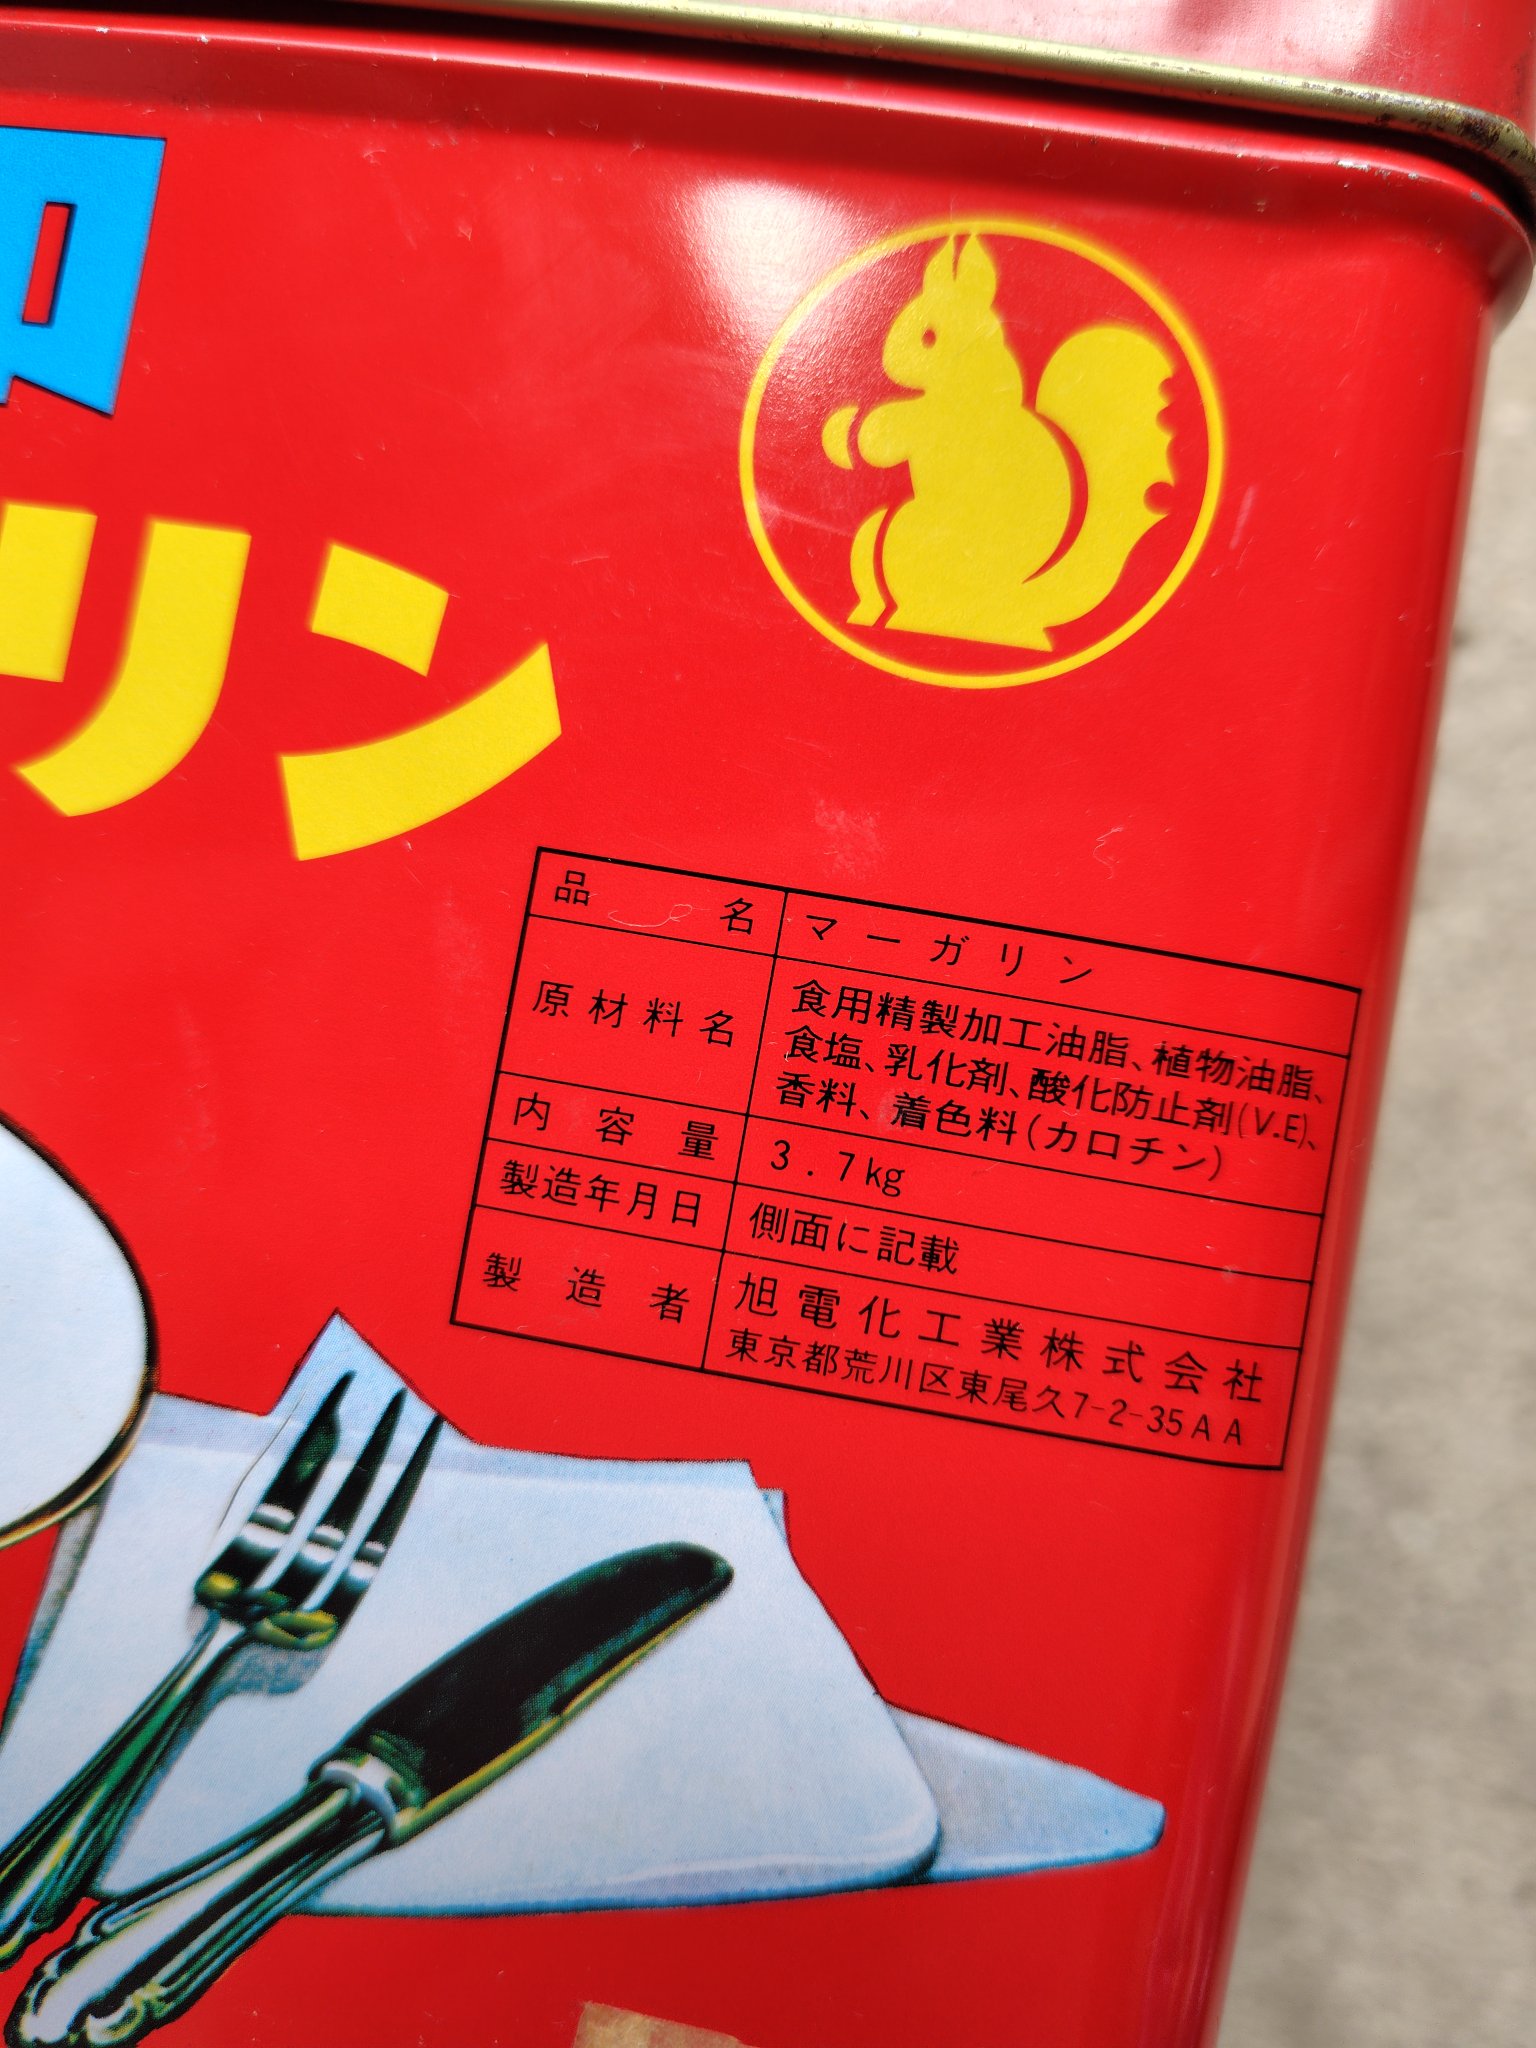 印
リン
品名 マーガリン
原材料名 食用精製加工油脂、植物油脂、
食塩、乳化剤、酸化防止剤(V.E)、
香料、着色料(カロチン)
内容量 3.7kg
製造年月日 側面に記載
製造者 旭電化工業株式会社
東京都荒川区東尾久7-2-35AA